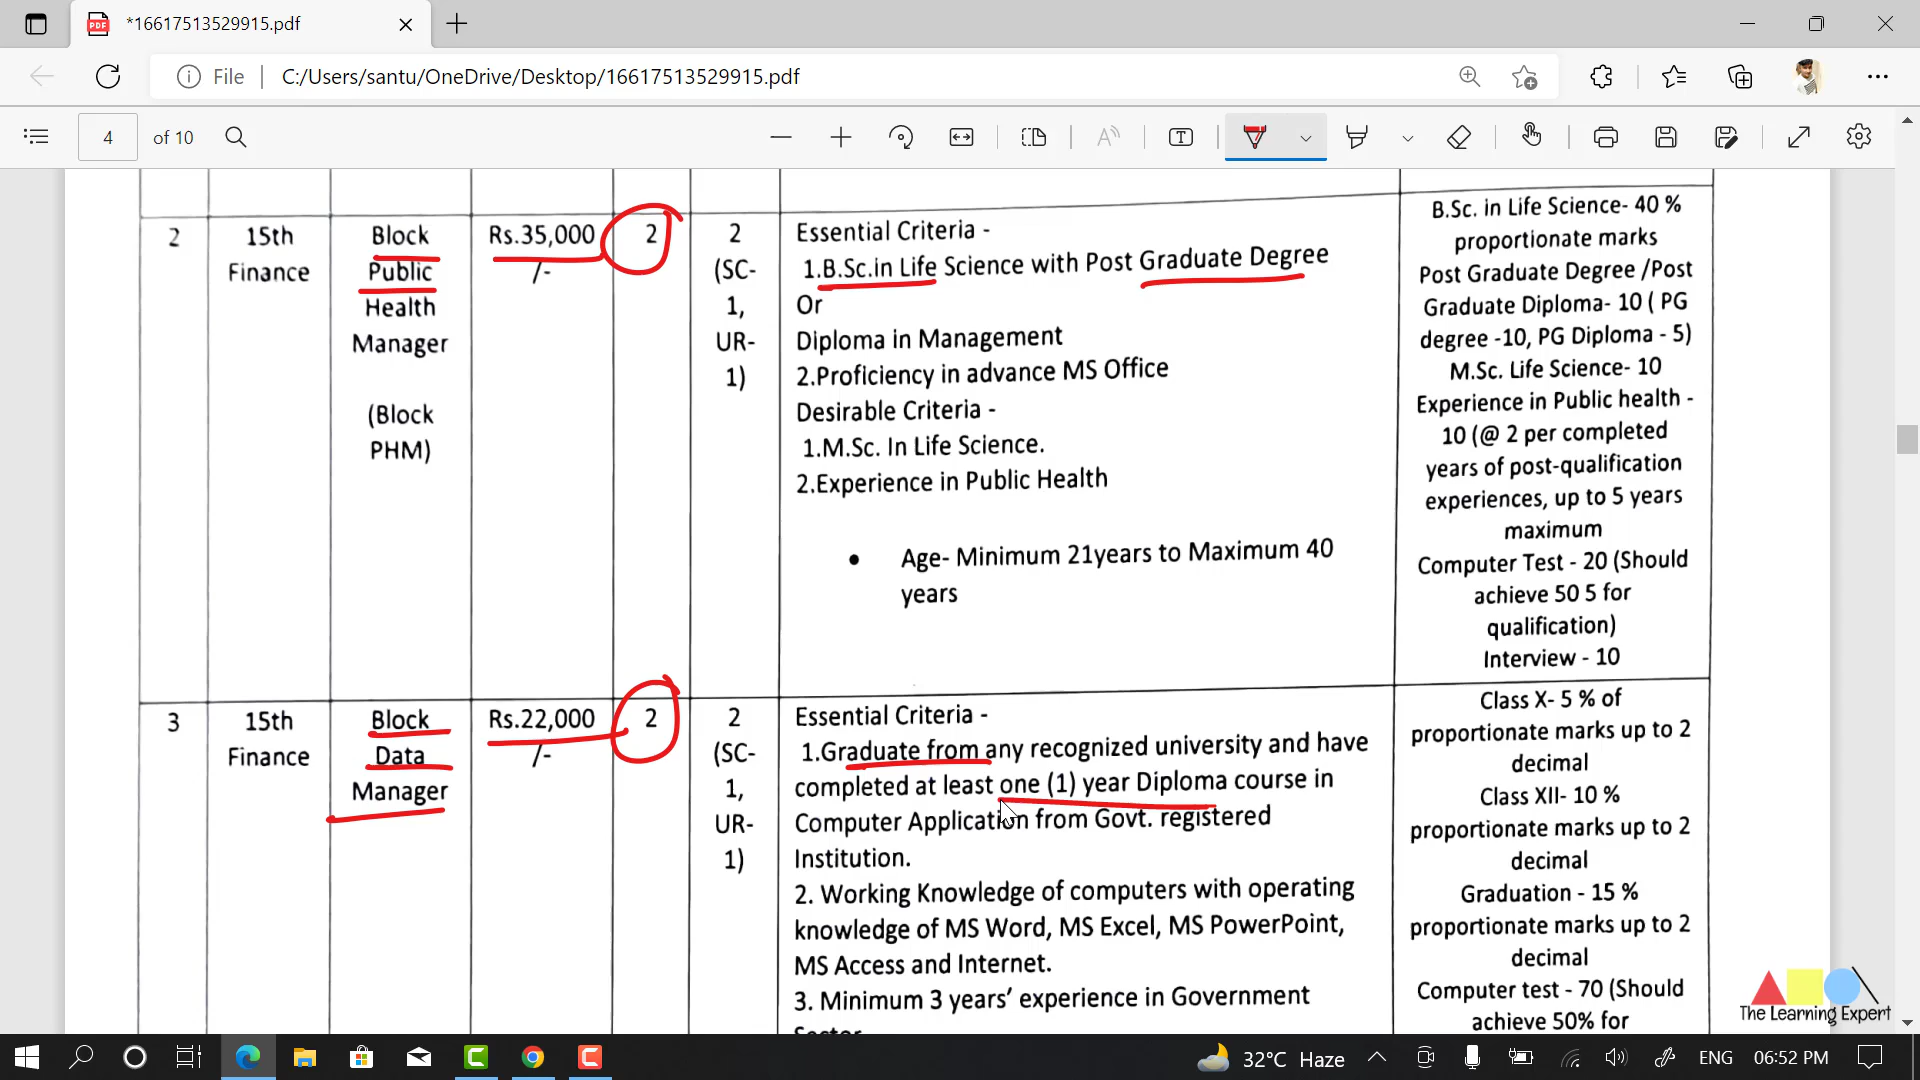 *16617513529915.pdf
File
C:/Users/santu/OneDrive/Desktop/16617513529915.pdf
4 of 10
2
15th
Finance
Block
Public
Health
Manager
(Block
PHM)
Rs.35,000
/-
2
2
(SC-
1,
UR-
1)
Essential Criteria -
1.B.Sc.in Life Science with Post Graduate Degree
Or
Diploma in Management
2.Proficiency in advance MS Office
Desirable Criteria -
1.M.Sc. In Life Science.
2.Experience in Public Health
• Age- Minimum 21years to Maximum 40
years
B.Sc. in Life Science- 40 %
proportionate marks
Post Graduate Degree /Post
Graduate Diploma- 10 ( PG
degree -10, PG Diploma - 5)
M.Sc. Life Science- 10
Experience in Public health -
10 (@ 2 per completed
years of post-qualification
experiences, up to 5 years
maximum
Computer Test - 20 (Should
achieve 50 5 for
qualification)
Interview - 10
3
15th
Finance
Block
Data
Manager
Rs.22,000
/-
2
2
(SC-
1,
UR-
1)
Essential Criteria -
1.Graduate from any recognized university and have
completed at least one (1) year Diploma course in
Computer Application from Govt. registered
Institution.
2. Working Knowledge of computers with operating
knowledge of MS Word, MS Excel, MS PowerPoint,
MS Access and Internet.
3. Minimum 3 years' experience in Government
Class X- 5 % of
proportionate marks up to 2
decimal
Class XII- 10 %
proportionate marks up to 2
decimal
Graduation - 15 %
proportionate marks up to 2
decimal
Computer test - 70 (Should
achieve 50% for
The Learning Expert
32°C Haze
ENG
06:52 PM